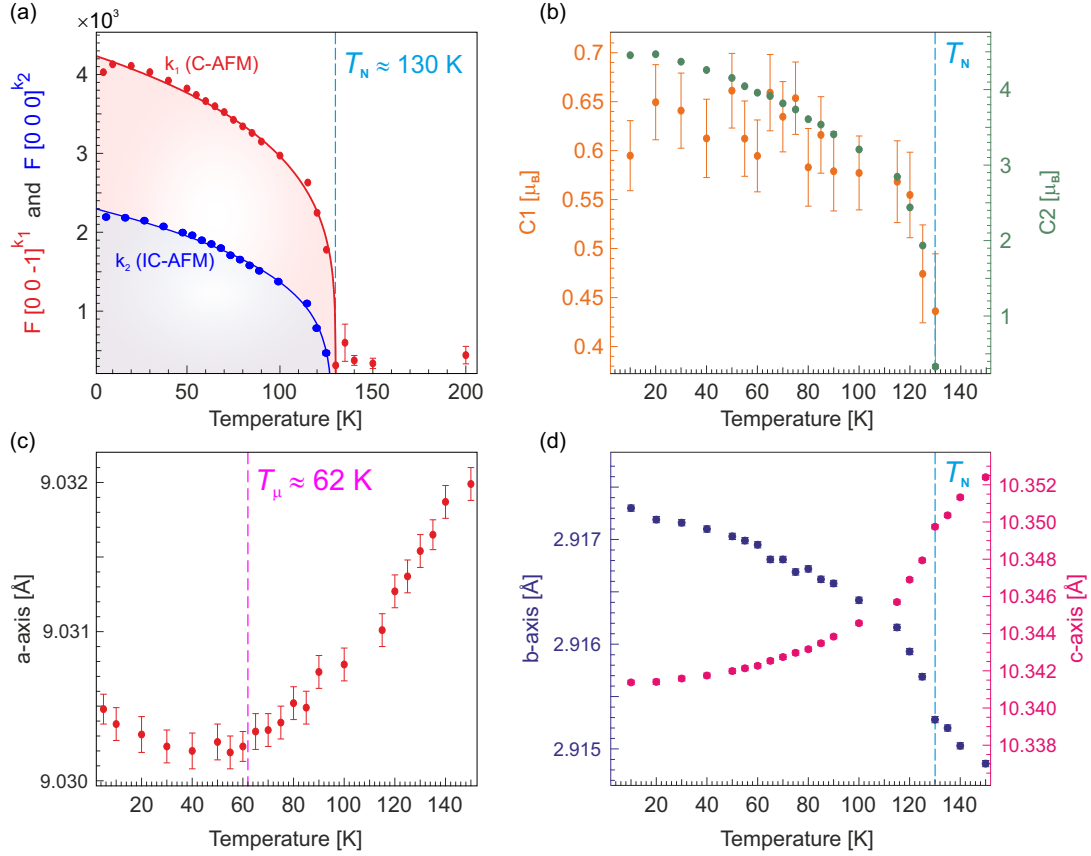 (a)
×10³
4
3
2
1
F [0 0 -1]^k₁ and F [0 0 0]^k₂
k₁ (C-AFM)
k₂ (IC-AFM)
T_N ≈ 130 K
0
50
100
150
200
Temperature [K]
(b)
0.7
0.65
0.6
0.55
0.5
0.45
0.4
C1 [μ_B]
T_N
4
3
2
1
C2 [μ_B]
20
40
60
80
100
120
140
Temperature [K]
(c)
9.032
9.031
9.030
a-axis [Å]
T_μ ≈ 62 K
20
40
60
80
100
120
140
Temperature [K]
(d)
2.917
2.916
2.915
b-axis [Å]
T_N
10.352
10.350
10.348
10.346
10.344
10.342
10.340
10.338
c-axis [Å]
20
40
60
80
100
120
140
Temperature [K]